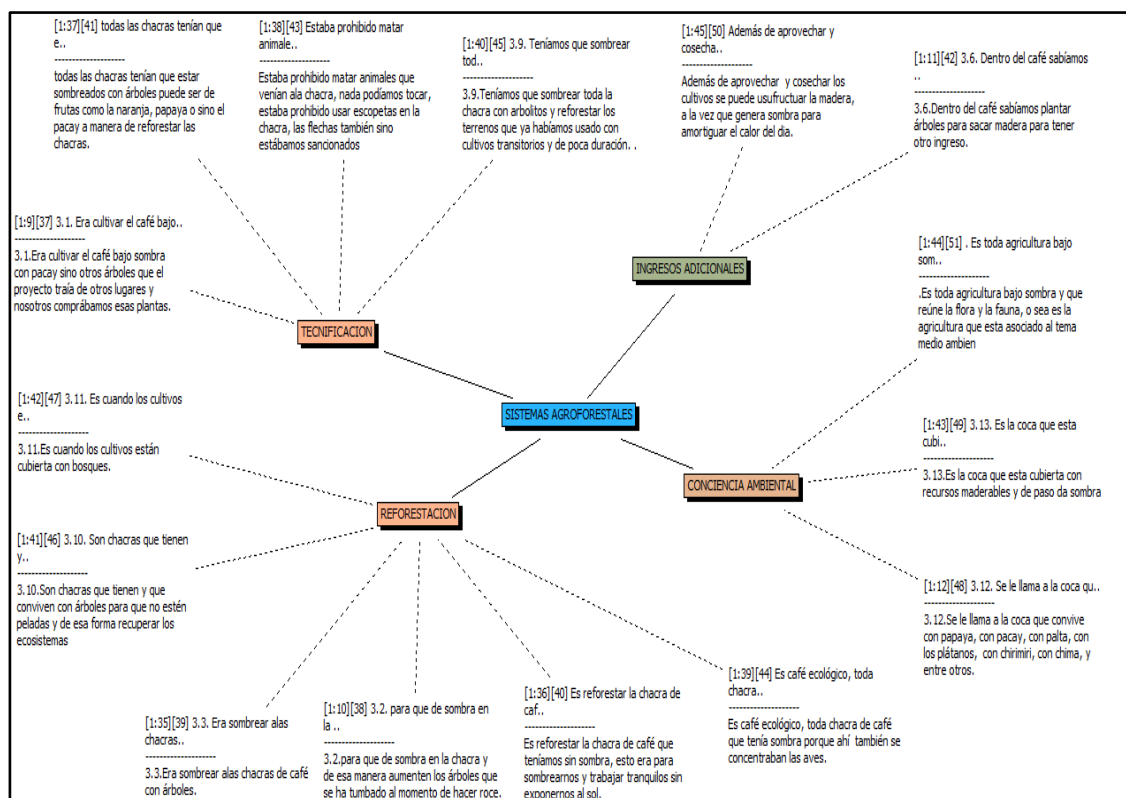 [1:37][41] todas las chacras tenían que
e..
--------------------
todas las chacras tenían que estar
sombreados con árboles puede ser de
frutas como la naranja, papaya o sino el
pacay a manera de reforestar las
chacras.
[1:38][43] Estaba prohibido matar
animale..
--------------------
Estaba prohibido matar animales que
venían ala chacra, nada podíamos tocar,
estaba prohibido usar escopetas en la
chacra, las flechas también sino
estábamos sancionados
[1:40][45] 3.9. Teníamos que sombrear
tod..
--------------------
3.9.Teníamos que sombrear toda la
chacra con arbolitos y reforestar los
terrenos que ya habíamos usado con
cultivos transitorios y de poca duración. .
[1:45][50] Además de aprovechar y
cosecha..
--------------------
Además de aprovechar  y cosechar los
cultivos se puede usufructuar la madera,
a la vez que genera sombra para
amortiguar el calor del dia.
[1:11][42] 3.6. Dentro del café sabíamos
..
--------------------
3.6.Dentro del café sabíamos plantar
árboles para sacar madera para tener
otro ingreso.
[1:9][37] 3.1. Era cultivar el café bajo..
--------------------
3.1.Era cultivar el café bajo sombra
con pacay sino otros árboles que el
proyecto traía de otros lugares y
nosotros comprábamos esas plantas.
TECNIFICACION
INGRESOS ADICIONALES
[1:44][51] . Es toda agricultura bajo
som..
--------------------
.Es toda agricultura bajo sombra y que
reúne la flora y la fauna, o sea es la
agricultura que esta asociado al tema
medio ambien
SISTEMAS AGROFORESTALES
[1:42][47] 3.11. Es cuando los cultivos
e..
--------------------
3.11.Es cuando los cultivos están
cubierta con bosques.
[1:43][49] 3.13. Es la coca que esta
cubi..
--------------------
3.13.Es la coca que esta cubierta con
recursos maderables y de paso da sombra
CONCIENCIA AMBIENTAL
REFORESTACION
[1:41][46] 3.10. Son chacras que tienen
y..
--------------------
3.10.Son chacras que tienen y que
conviven con árboles para que no estén
peladas y de esa forma recuperar los
ecosistemas
[1:12][48] 3.12. Se le llama a la coca qu..
--------------------
3.12.Se le llama a la coca que convive
con papaya, con pacay, con palta, con
los plátanos,  con chirimiri, con chima, y
entre otros.
[1:35][39] 3.3. Era sombrear alas
chacras..
--------------------
3.3.Era sombrear alas chacras de café
con árboles.
[1:10][38] 3.2. para que de sombra en
la ..
--------------------
3.2.para que de sombra en la chacra y
de esa manera aumenten los árboles que
se ha tumbado al momento de hacer roce.
[1:36][40] Es reforestar la chacra de
caf..
--------------------
Es reforestar la chacra de café que
teníamos sin sombra, esto era para
sombrearnos y trabajar tranquilos sin
exponernos al sol.
[1:39][44] Es café ecológico, toda
chacra..
--------------------
Es café ecológico, toda chacra de café
que tenía sombra porque ahí  también se
concentraban las aves.